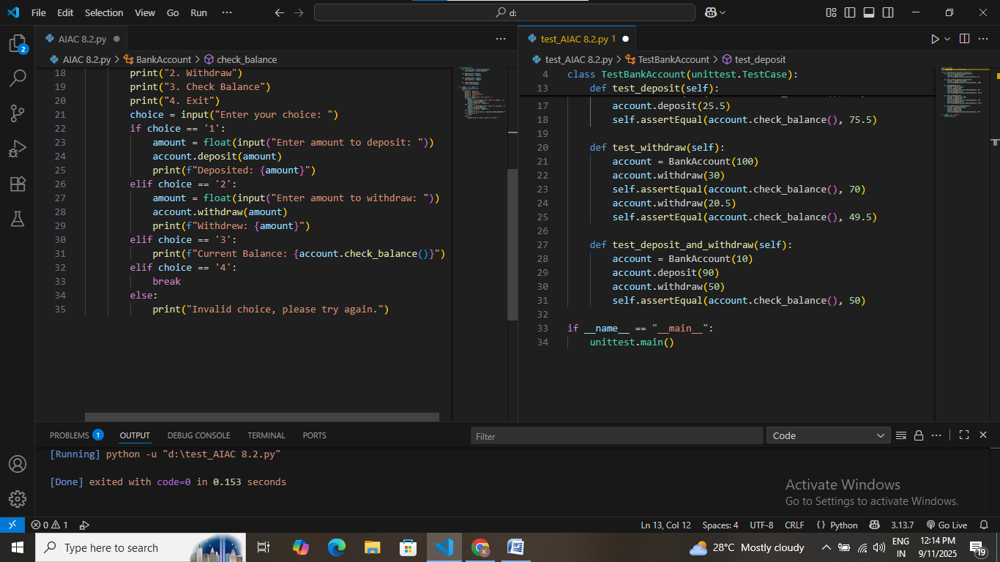 File Edit Selection View Go Run ··· d:
AIAC 8.2.py
AIAC 8.2.py > BankAccount > check_balance
18 print("2. Withdraw")
19 print("3. Check Balance")
20 print("4. Exit")
21 choice = input("Enter your choice: ")
22 if choice == '1':
23 amount = float(input("Enter amount to deposit: "))
24 account.deposit(amount)
25 print(f"Deposited: {amount}")
26 elif choice == '2':
27 amount = float(input("Enter amount to withdraw: "))
28 account.withdraw(amount)
29 print(f"Withdrew: {amount}")
30 elif choice == '3':
31 print(f"Current Balance: {account.check_balance()}")
32 elif choice == '4':
33 break
34 else:
35 print("Invalid choice, please try again.")
test_AIAC 8.2.py 1
test_AIAC 8.2.py > TestBankAccount > test_deposit
4 class TestBankAccount(unittest.TestCase):
13 def test_deposit(self):
17 account.deposit(25.5)
18 self.assertEqual(account.check_balance(), 75.5)
19
20 def test_withdraw(self):
21 account = BankAccount(100)
22 account.withdraw(30)
23 self.assertEqual(account.check_balance(), 70)
24 account.withdraw(20.5)
25 self.assertEqual(account.check_balance(), 49.5)
26
27 def test_deposit_and_withdraw(self):
28 account = BankAccount(10)
29 account.deposit(90)
30 account.withdraw(50)
31 self.assertEqual(account.check_balance(), 50)
32
33 if __name__ == "__main__":
34 unittest.main()
PROBLEMS 1 OUTPUT DEBUG CONSOLE TERMINAL PORTS Filter Code
[Running] python -u "d:\test_AIAC 8.2.py"
[Done] exited with code=0 in 0.153 seconds
Activate Windows
Go to Settings to activate Windows.
2
0 1 Ln 13, Col 12 Spaces: 4 UTF-8 CRLF {} Python 3.13.7 Go Live
Type here to search 28°C Mostly cloudy ENG IN 12:14 PM 9/11/2025 19